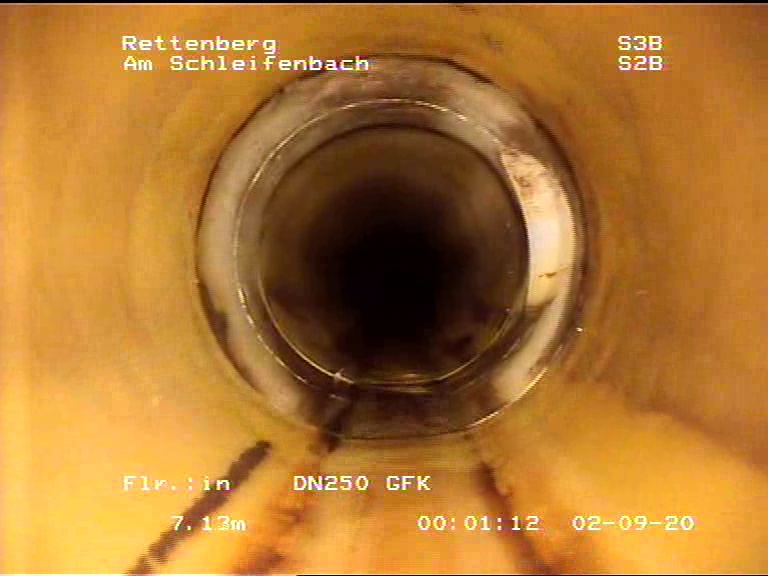 Rettenberg S3B
Am Schleifenbach S2B
Flr.:in DN250 GFK
7.13m 00:01:12 02-09-20